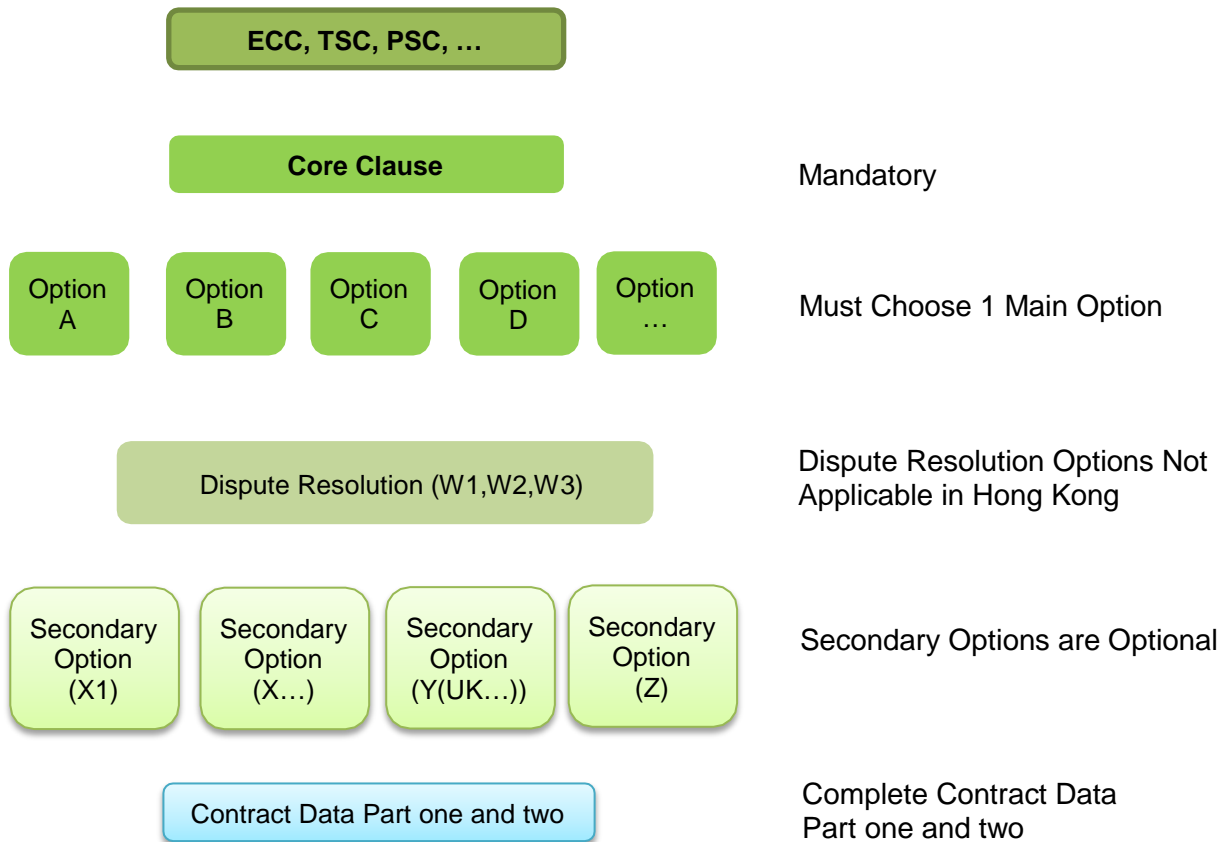 ECC, TSC, PSC, …
Core Clause
Mandatory
Option
A
Option
B
Option
C
Option
D
Option
…
Must Choose 1 Main Option
Dispute Resolution (W1,W2,W3)
Dispute Resolution Options Not
Applicable in Hong Kong
Secondary
Option
(X1)
Secondary
Option
(X…)
Secondary
Option
(Y(UK…))
Secondary
Option
(Z)
Secondary Options are Optional
Contract Data Part one and two
Complete Contract Data
Part one and two